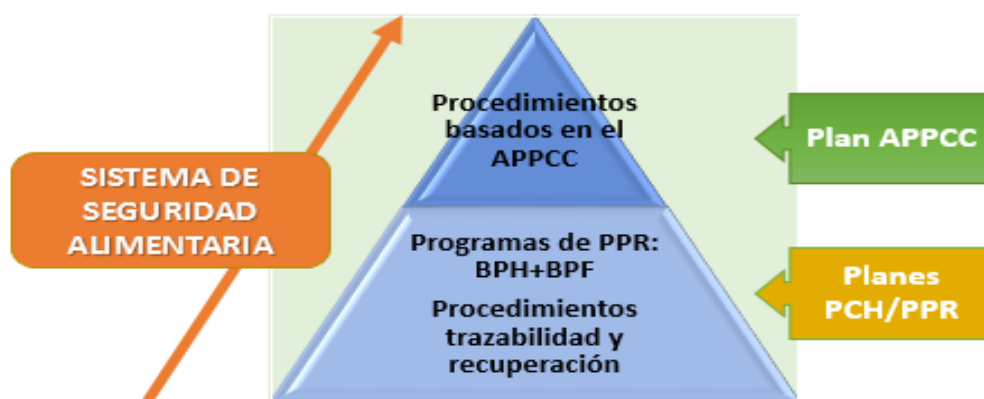 Procedimientos
basados en el
APPCC
Plan APPCC
SISTEMA DE
SEGURIDAD
ALIMENTARIA
Programas de PPR:
BPH+BPF
Procedimientos
trazabilidad y
recuperación
Planes
PCH/PPR